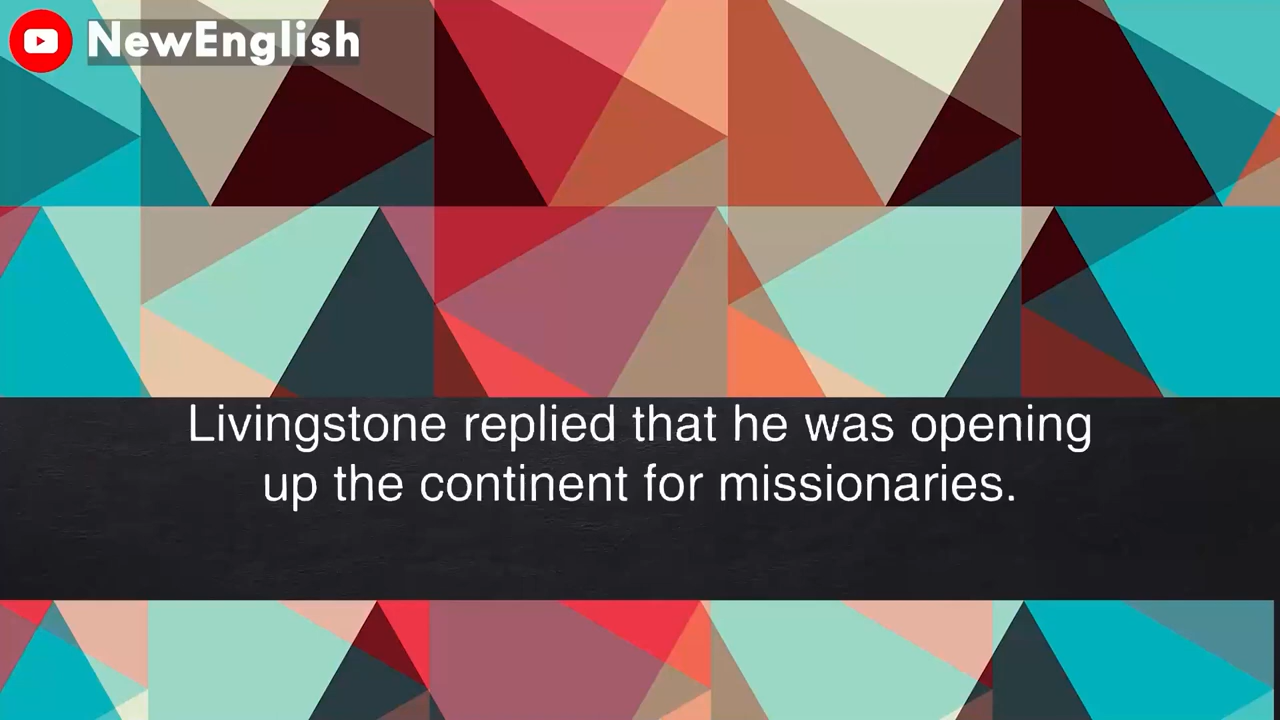 NewEnglish
Livingstone replied that he was opening
up the continent for missionaries.